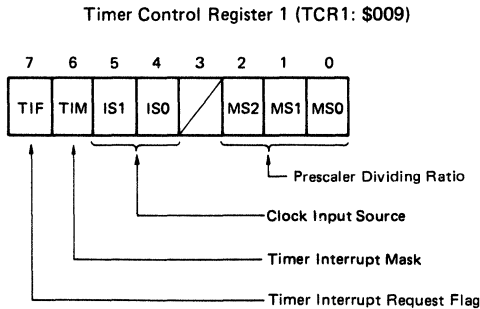 Timer Control Register 1 (TCR1: $009)
7 6 5 4 3 2 1 0
TIF TIM IS1 IS0 MS2 MS1 MS0
Prescaler Dividing Ratio
Clock Input Source
Timer Interrupt Mask
Timer Interrupt Request Flag